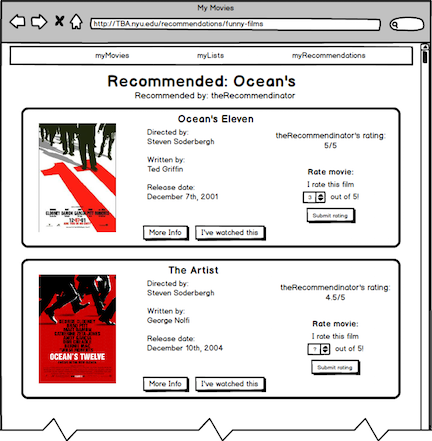 My Movies
http://TBA.nyu.edu/recommendations/funny-films
myMovies myLists myRecommendations
Recommended: Ocean's
Recommended by: theRecommendinator
Ocean's Eleven
Directed by:
Steven Soderbergh
Written by:
Ted Griffin
Release date:
December 7th, 2001
theRecommendinator's rating:
5/5
Rate movie:
I rate this film
3 out of 5!
Submit rating
More Info I've watched this
12·07·01
The Artist
Directed by:
Steven Soderbergh
Written by:
George Nolfi
Release date:
December 10th, 2004
theRecommendinator's rating:
4.5/5
Rate movie:
I rate this film
? out of 5!
Submit rating
More Info I've watched this
OCEAN'S TWELVE